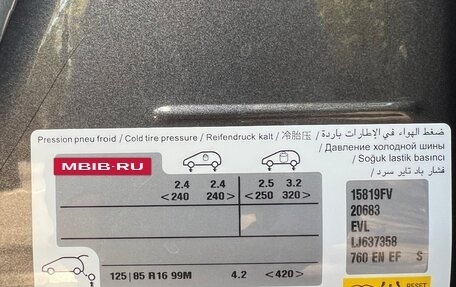 Pression pneu froid / Cold tire pressure / Reifendruck kalt / 冷胎压 / ضغط الهواء في الإطارات باردة
/ Давление холодной шины
/ Soğuk lastik basıncı
/ فشار باد تایر سرد
MBIB·RU
2.4 2.4 2.5 3.2
<240 240> <250 320>
125|85 R16 99M 4.2 <420>
15819FV
20683
EVL
LJ637358
760 EN EF S
RESET